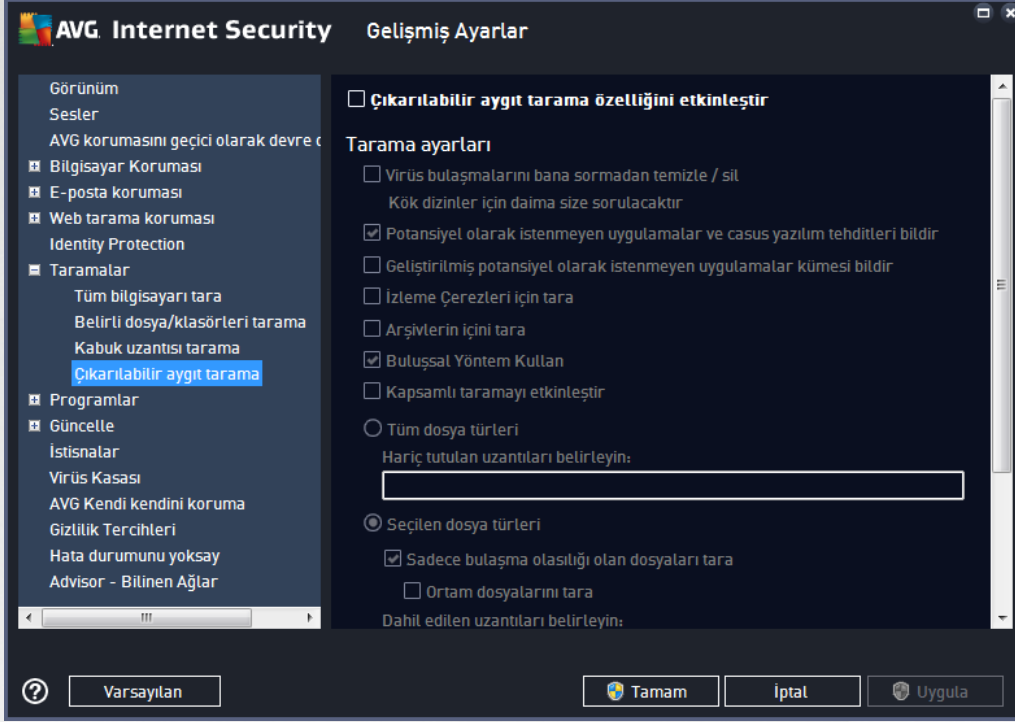 AVG. Internet Security Gelişmiş Ayarlar
Görünüm
Sesler
AVG korumasını geçici olarak devre
Bilgisayar Koruması
E-posta koruması
Web tarama koruması
Identity Protection
Taramalar
Tüm bilgisayarı tara
Belirli dosya/klasörleri tarama
Kabuk uzantısı tarama
Çıkarılabilir aygıt tarama
Programlar
Güncelle
İstisnalar
Virüs Kasası
AVG Kendi kendini koruma
Gizlilik Tercihleri
Hata durumunu yoksay
Advisor - Bilinen Ağlar
Çıkarılabilir aygıt tarama özelliğini etkinleştir
Tarama ayarları
Virüs bulaşmalarını bana sormadan temizle / sil
Kök dizinler için daima size sorulacaktır
Potansiyel olarak istenmeyen uygulamalar ve casus yazılım tehditleri bildir
Geliştirilmiş potansiyel olarak istenmeyen uygulamalar kümesi bildir
İzleme Çerezleri için tara
Arşivlerin içini tara
Buluşsal Yöntem Kullan
Kapsamlı taramayı etkinleştir
Tüm dosya türleri
Hariç tutulan uzantıları belirleyin:
Seçilen dosya türleri
Sadece bulaşma olasılığı olan dosyaları tara
Ortam dosyalarını tara
Dahil edilen uzantıları belirleyin:
Varsayılan
Tamam
İptal
Uygula